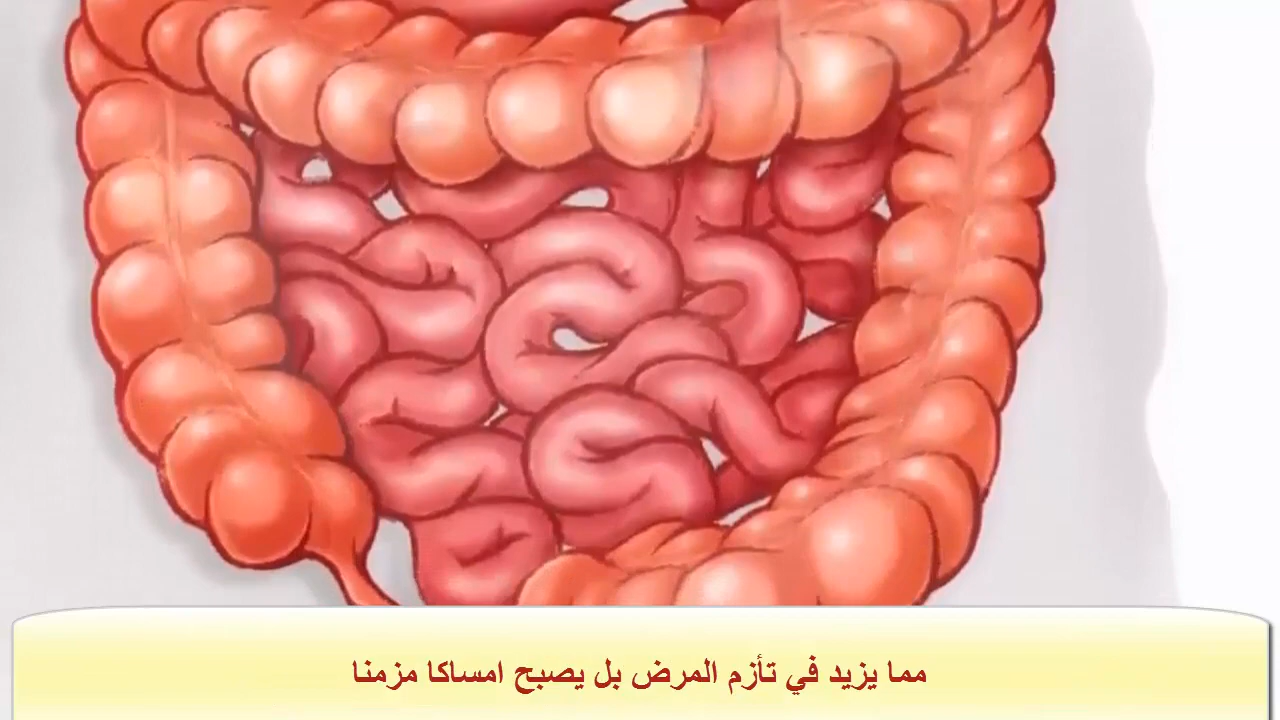 مما يزيد في تأزم المرض بل يصبح امساكا مزمنا